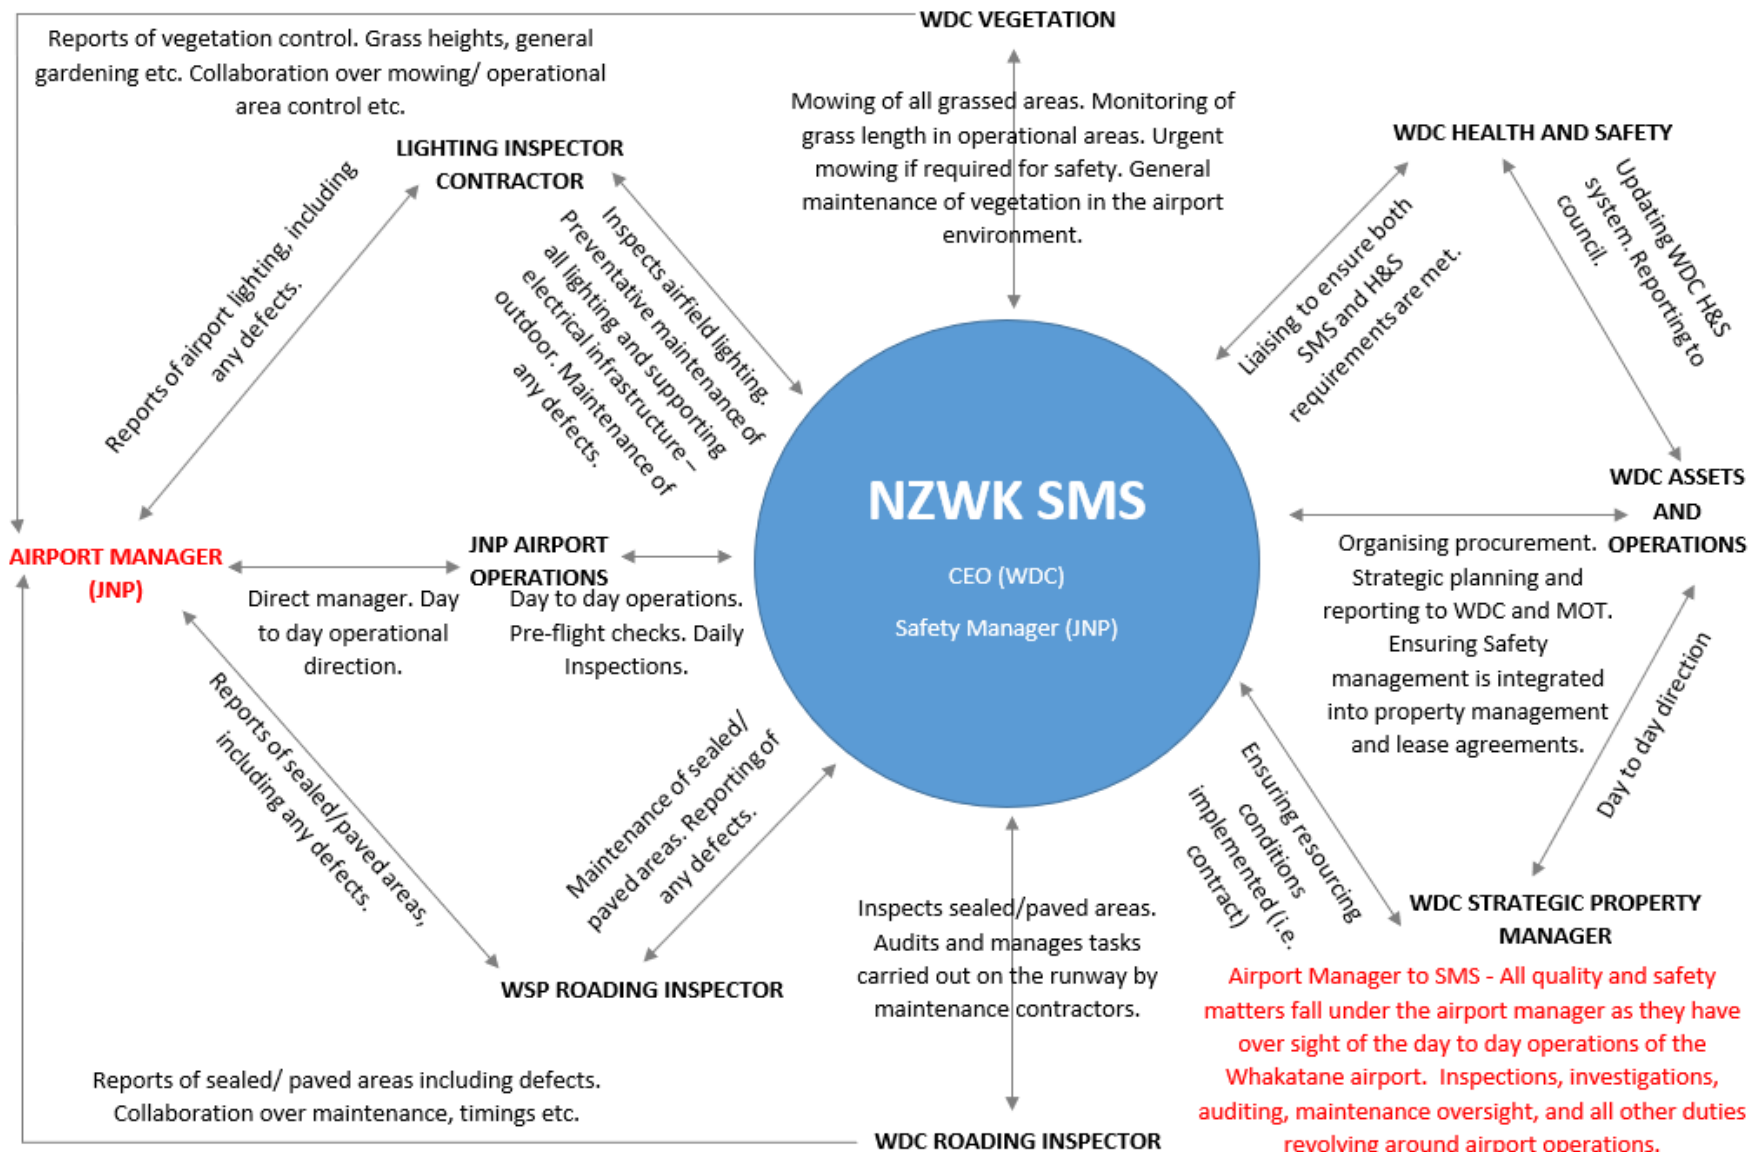 WDC VEGETATION
Reports of vegetation control. Grass heights, general
gardening etc. Collaboration over mowing/ operational
area control etc.
Mowing of all grassed areas. Monitoring of
grass length in operational areas. Urgent
mowing if required for safety. General
maintenance of vegetation in the airport
environment.
WDC HEALTH AND SAFETY
LIGHTING INSPECTOR
CONTRACTOR
Reports of airport lighting, including
any defects.
Inspects airfield lighting.
Preventative maintenance of
all lighting and supporting
electrical infrastructure –
outdoor. Maintenance of
any defects.
Liaising to ensure both
SMS and H&S
requirements are met.
Updating WDC H&S
system. Reporting to
council.
NZWK SMS
CEO (WDC)
Safety Manager (JNP)
WDC ASSETS
AND
OPERATIONS
Organising procurement.
Strategic planning and
reporting to WDC and MOT.
Ensuring Safety
management is integrated
into property management
and lease agreements.
AIRPORT MANAGER
(JNP)
JNP AIRPORT
OPERATIONS
Direct manager. Day
to day operational
direction.
Day to day operations.
Pre-flight checks. Daily
Inspections.
Reports of sealed/paved areas,
including any defects.
Maintenance of sealed/
paved areas. Reporting of
any defects.
Ensuring resourcing
conditions
implemented (i.e.
contract)
Day to day direction
WSP ROADING INSPECTOR
Inspects sealed/paved areas.
Audits and manages tasks
carried out on the runway by
maintenance contractors.
WDC STRATEGIC PROPERTY
MANAGER
Airport Manager to SMS - All quality and safety
matters fall under the airport manager as they have
over sight of the day to day operations of the
Whakatane airport. Inspections, investigations,
auditing, maintenance oversight, and all other duties
revolving around airport operations.
Reports of sealed/ paved areas including defects.
Collaboration over maintenance, timings etc.
WDC ROADING INSPECTOR